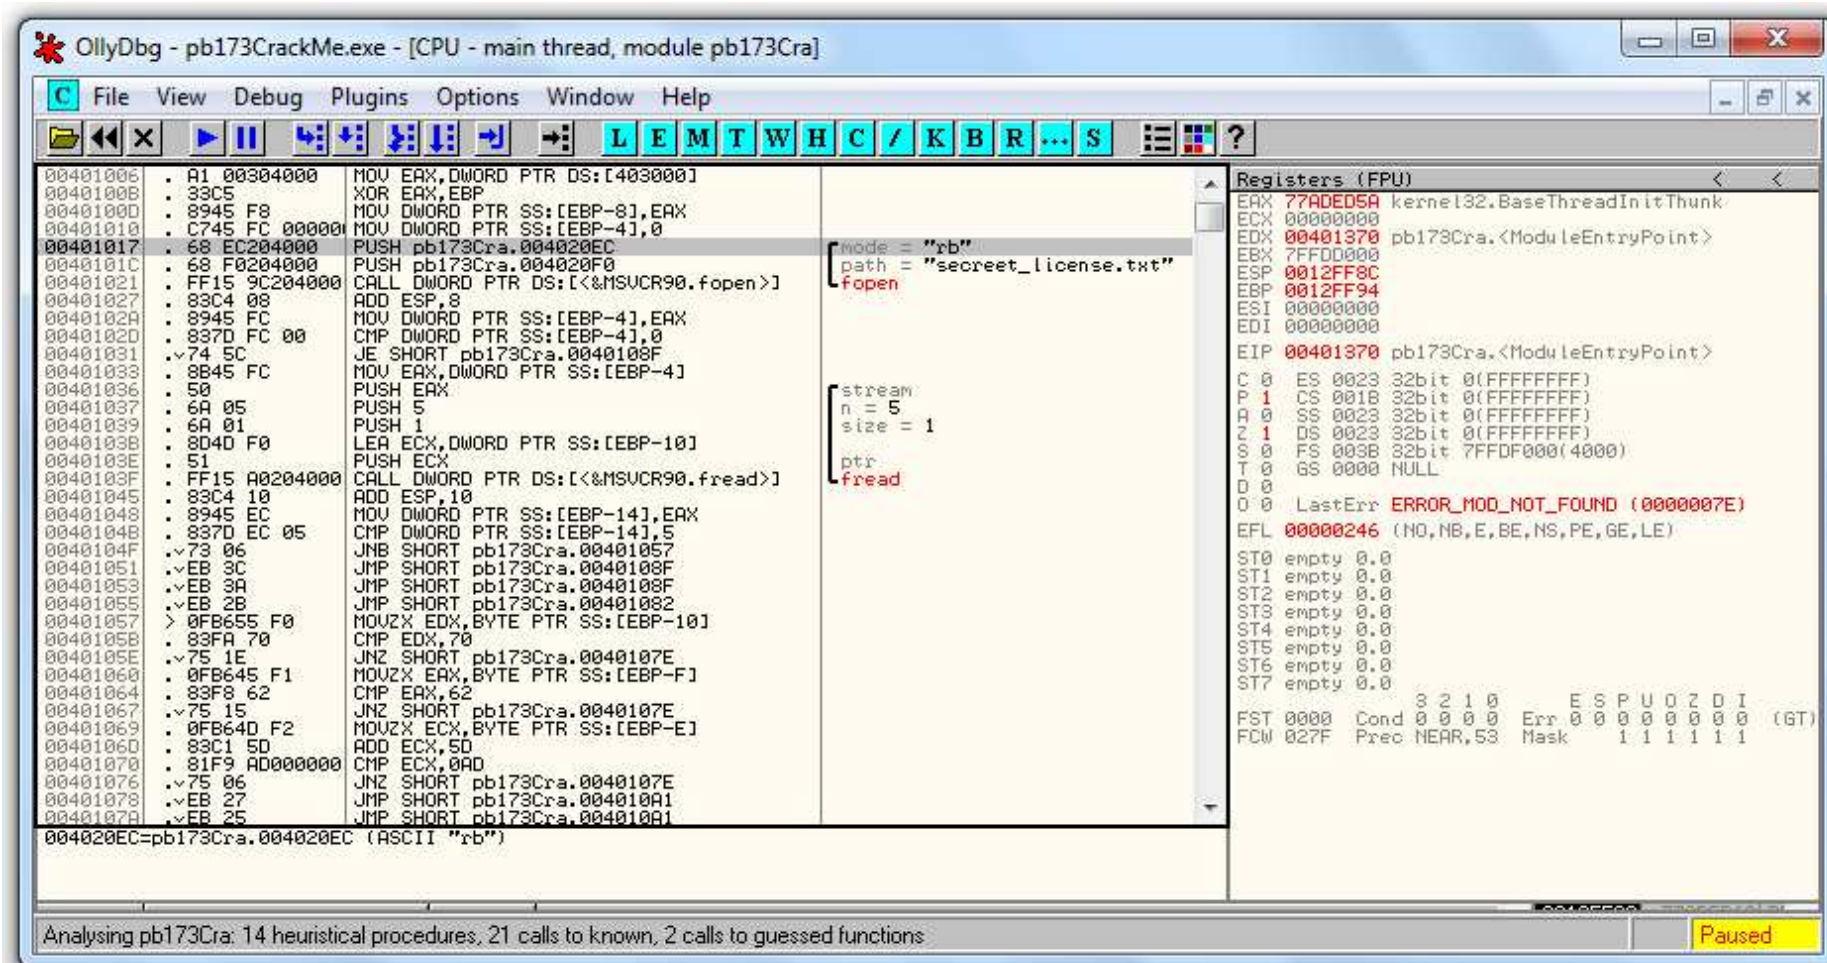 OllyDbg - pb173CrackMe.exe - [CPU - main thread, module pb173Cra]
C File View Debug Plugins Options Window Help
L E M T W H C / K B R ... S ?
00401006 . A1 00304000 MOV EAX,DWORD PTR DS:[403000]
0040100B . 33C5 XOR EAX,EBP
0040100D . 8945 F8 MOV DWORD PTR SS:[EBP-8],EAX
00401010 . C745 FC 00000 MOV DWORD PTR SS:[EBP-4],0
00401017 . 68 EC204000 PUSH pb173Cra.004020EC mode = "rb"
0040101C . 68 F0204000 PUSH pb173Cra.004020F0 path = "secreet_license.txt"
00401021 . FF15 9C204000 CALL DWORD PTR DS:[<&MSVCR90.fopen>] fopen
00401027 . 83C4 08 ADD ESP,8
0040102A . 8945 FC MOV DWORD PTR SS:[EBP-4],EAX
0040102D . 837D FC 00 CMP DWORD PTR SS:[EBP-4],0
00401031 .v74 5C JE SHORT pb173Cra.0040108F
00401033 . 8B45 FC MOV EAX,DWORD PTR SS:[EBP-4]
00401036 . 50 PUSH EAX stream
00401037 . 6A 05 PUSH 5 n = 5
00401039 . 6A 01 PUSH 1 size = 1
0040103B . 8D4D F0 LEA ECX,DWORD PTR SS:[EBP-10]
0040103E . 51 PUSH ECX ptr
0040103F . FF15 A0204000 CALL DWORD PTR DS:[<&MSVCR90.fread>] fread
00401045 . 83C4 10 ADD ESP,10
00401048 . 8945 EC MOV DWORD PTR SS:[EBP-14],EAX
0040104B . 837D EC 05 CMP DWORD PTR SS:[EBP-14],5
0040104F .v73 06 JNB SHORT pb173Cra.00401057
00401051 .vEB 3C JMP SHORT pb173Cra.0040108F
00401053 .vEB 3A JMP SHORT pb173Cra.0040108F
00401055 .vEB 2B JMP SHORT pb173Cra.00401082
00401057 > 0FB655 F0 MOVZX EDX,BYTE PTR SS:[EBP-10]
0040105B . 83FA 70 CMP EDX,70
0040105E .v75 1E JNZ SHORT pb173Cra.0040107E
00401060 . 0FB645 F1 MOVZX EAX,BYTE PTR SS:[EBP-F]
00401064 . 83F8 62 CMP EAX,62
00401067 .v75 15 JNZ SHORT pb173Cra.0040107E
00401069 . 0FB64D F2 MOVZX ECX,BYTE PTR SS:[EBP-E]
0040106D . 83C1 5D ADD ECX,5D
00401070 . 81F9 AD000000 CMP ECX,0AD
00401076 .v75 06 JNZ SHORT pb173Cra.0040107E
00401078 .vEB 27 JMP SHORT pb173Cra.004010A1
0040107A .vEB 25 JMP SHORT pb173Cra.004010A1
004020EC=pb173Cra.004020EC (ASCII "rb")
Registers (FPU) < <
EAX 77ADED5A kernel32.BaseThreadInitThunk
ECX 00000000
EDX 00401370 pb173Cra.<ModuleEntryPoint>
EBX 7FFDD000
ESP 0012FF8C
EBP 0012FF94
ESI 00000000
EDI 00000000
EIP 00401370 pb173Cra.<ModuleEntryPoint>
C 0 ES 0023 32bit 0(FFFFFFFF)
P 1 CS 001B 32bit 0(FFFFFFFF)
A 0 SS 0023 32bit 0(FFFFFFFF)
Z 1 DS 0023 32bit 0(FFFFFFFF)
S 0 FS 003B 32bit 7FFDF000(4000)
T 0 GS 0000 NULL
D 0
O 0 LastErr ERROR_MOD_NOT_FOUND (0000007E)
EFL 00000246 (NO,NB,E,BE,NS,PE,GE,LE)
ST0 empty 0.0
ST1 empty 0.0
ST2 empty 0.0
ST3 empty 0.0
ST4 empty 0.0
ST5 empty 0.0
ST6 empty 0.0
ST7 empty 0.0
3 2 1 0 E S P U O Z D I
FST 0000 Cond 0 0 0 0 Err 0 0 0 0 0 0 0 0 (GT)
FCW 027F Prec NEAR,53 Mask 1 1 1 1 1 1
Analysing pb173Cra: 14 heuristical procedures, 21 calls to known, 2 calls to guessed functions
Paused